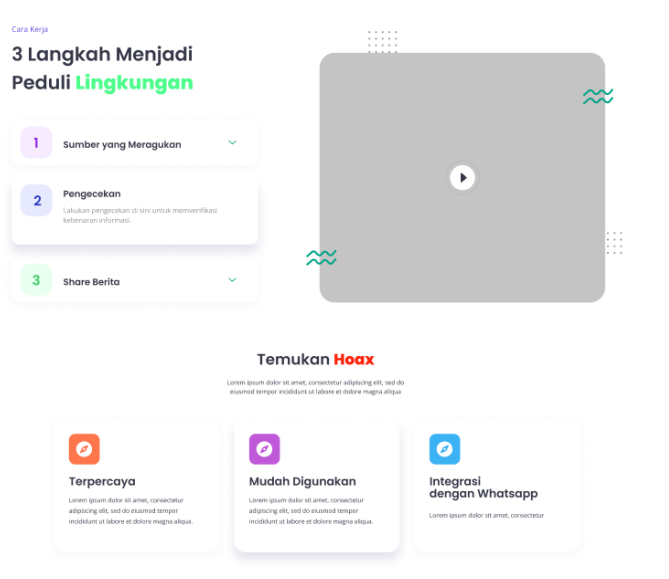 Cara Kerja
3 Langkah Menjadi
Peduli Lingkungan
1
Sumber yang Meragukan
2
Pengecekan
Lakukan pengecekan di sini untuk memverifikasi
kebenaran informasi.
3
Share Berita
Temukan Hoax
Lorem ipsum dolor sit amet, consectetur adipiscing elit, sed do
eiusmod tempor incididunt ut labore et dolore magna aliqua
Terpercaya
Lorem ipsum dolor sit amet, consectetur
adipiscing elit, sed do eiusmod tempor
incididunt ut labore et dolore magna aliqua.
Mudah Digunakan
Lorem ipsum dolor sit amet, consectetur
adipiscing elit, sed do eiusmod tempor
incididunt ut labore et dolore magna aliqua.
Integrasi
dengan Whatsapp
Lorem ipsum dolor sit amet, consectetur